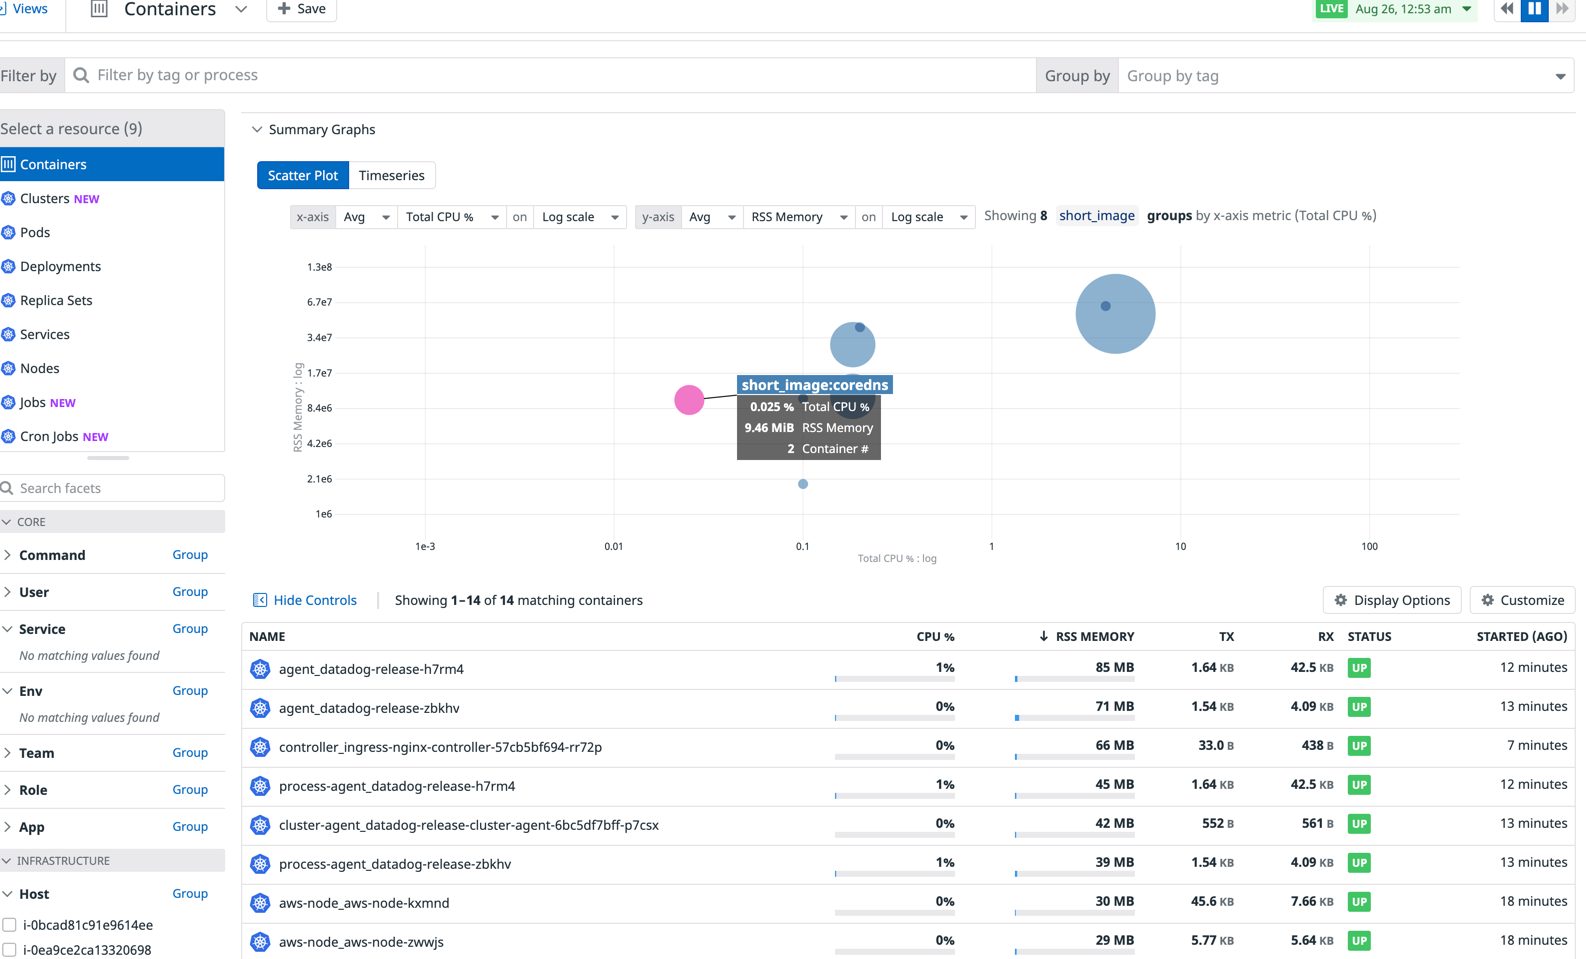 Views
Containers
+ Save
LIVE Aug 26, 12:53 am
Filter by Filter by tag or process Group by Group by tag
Select a resource (9)
Containers
Clusters NEW
Pods
Deployments
Replica Sets
Services
Nodes
Jobs NEW
Cron Jobs NEW
Search facets
CORE
Command Group
User Group
Service Group
No matching values found
Env Group
No matching values found
Team Group
Role Group
App Group
INFRASTRUCTURE
Host Group
i-0bcad81c91e9614ee
i-0ea9ce2ca13320698
Summary Graphs
Scatter Plot Timeseries
x-axis Avg Total CPU % on Log scale y-axis Avg RSS Memory on Log scale Showing 8 short_image groups by x-axis metric (Total CPU %)
RSS Memory : log
1.3e8
6.7e7
3.4e7
1.7e7
8.4e6
4.2e6
2.1e6
1e6
short_image:coredns
0.025 % Total CPU %
9.46 MiB RSS Memory
2 Container #
1e-3 0.01 0.1 1 10 100
Total CPU % : log
Hide Controls Showing 1–14 of 14 matching containers Display Options Customize
NAME CPU % RSS MEMORY TX RX STATUS STARTED (AGO)
agent_datadog-release-h7rm4 1% 85 MB 1.64 KB 42.5 KB UP 12 minutes
agent_datadog-release-zbkhv 0% 71 MB 1.54 KB 4.09 KB UP 13 minutes
controller_ingress-nginx-controller-57cb5bf694-rr72p 0% 66 MB 33.0 B 438 B UP 7 minutes
process-agent_datadog-release-h7rm4 1% 45 MB 1.64 KB 42.5 KB UP 12 minutes
cluster-agent_datadog-release-cluster-agent-6bc5df7bff-p7csx 0% 42 MB 552 B 561 B UP 13 minutes
process-agent_datadog-release-zbkhv 1% 39 MB 1.54 KB 4.09 KB UP 13 minutes
aws-node_aws-node-kxmnd 0% 30 MB 45.6 KB 7.66 KB UP 18 minutes
aws-node_aws-node-zwwjs 0% 29 MB 5.77 KB 5.64 KB UP 18 minutes